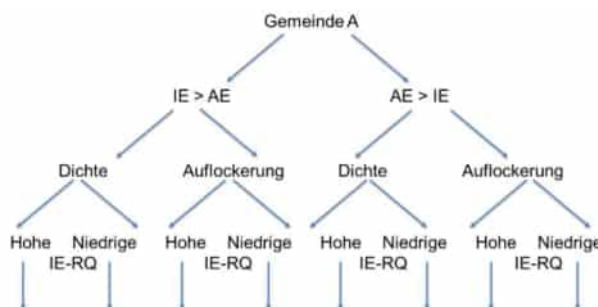 Gemeinde A
IE > AE AE > IE
Dichte Auflockerung Dichte Auflockerung
Hohe Niedrige Hohe Niedrige Hohe Niedrige Hohe Niedrige
IE-RQ IE-RQ IE-RQ IE-RQ